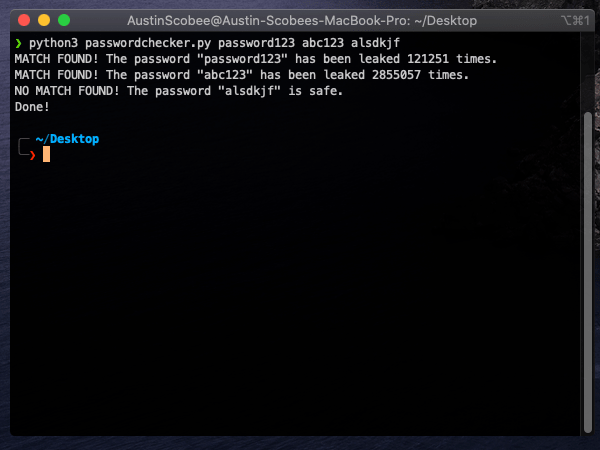 AustinScobee@Austin-Scobees-MacBook-Pro: ~/Desktop ⌥⌘1
❯ python3 passwordchecker.py password123 abc123 alsdkjf
MATCH FOUND! The password "password123" has been leaked 121251 times.
MATCH FOUND! The password "abc123" has been leaked 2855057 times.
NO MATCH FOUND! The password "alsdkjf" is safe.
Done!
~/Desktop
❯